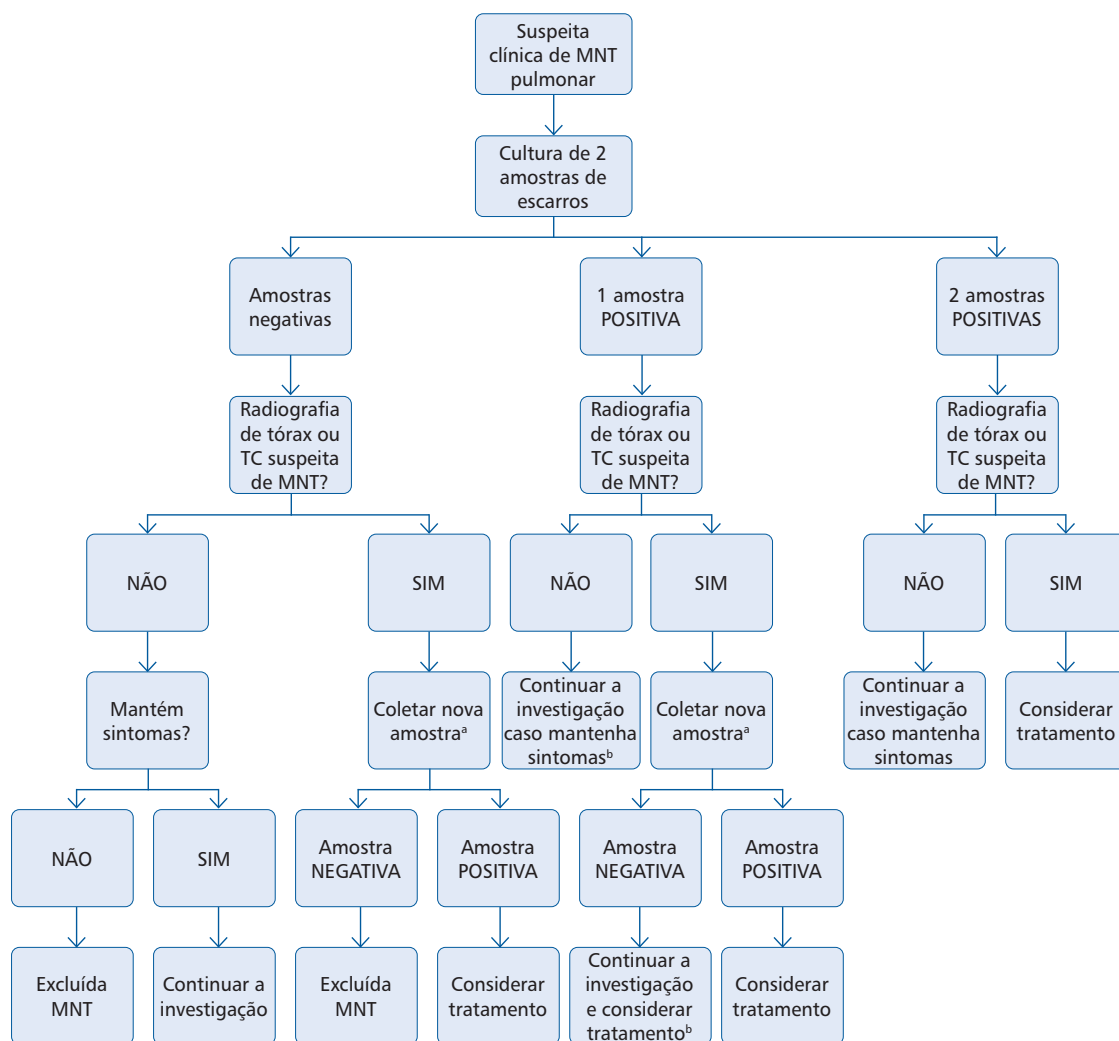 Suspeita
clínica de MNT
pulmonar
Cultura de 2
amostras de
escarros
Amostras
negativas
1 amostra
POSITIVA
2 amostras
POSITIVAS
Radiografia
de tórax ou
TC suspeita
de MNT?
Radiografia
de tórax ou
TC suspeita
de MNT?
Radiografia
de tórax ou
TC suspeita
de MNT?
NÃO
SIM
NÃO
SIM
NÃO
SIM
Mantém
sintomas?
Coletar nova
amostraᵃ
Continuar a
investigação
caso mantenha
sintomasᵇ
Coletar nova
amostraᵃ
Continuar a
investigação
caso mantenha
sintomas
Considerar
tratamento
NÃO
SIM
Amostra
NEGATIVA
Amostra
POSITIVA
Amostra
NEGATIVA
Amostra
POSITIVA
Excluída
MNT
Continuar a
investigação
Excluída
MNT
Considerar
tratamento
Continuar a
investigação
e considerar
tratamentoᵇ
Considerar
tratamento